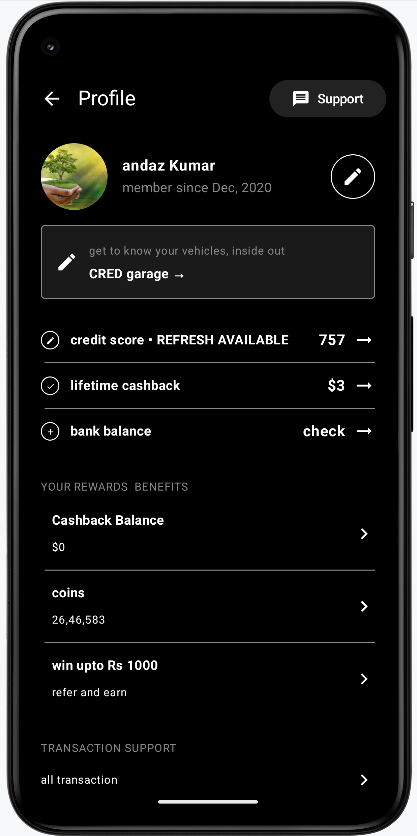 Profile
Support
andaz Kumar
member since Dec, 2020
get to know your vehicles, inside out
CRED garage →
credit score • REFRESH AVAILABLE 757 →
lifetime cashback $3 →
bank balance check →
YOUR REWARDS BENEFITS
Cashback Balance
$0
coins
26,46,583
win upto Rs 1000
refer and earn
TRANSACTION SUPPORT
all transaction